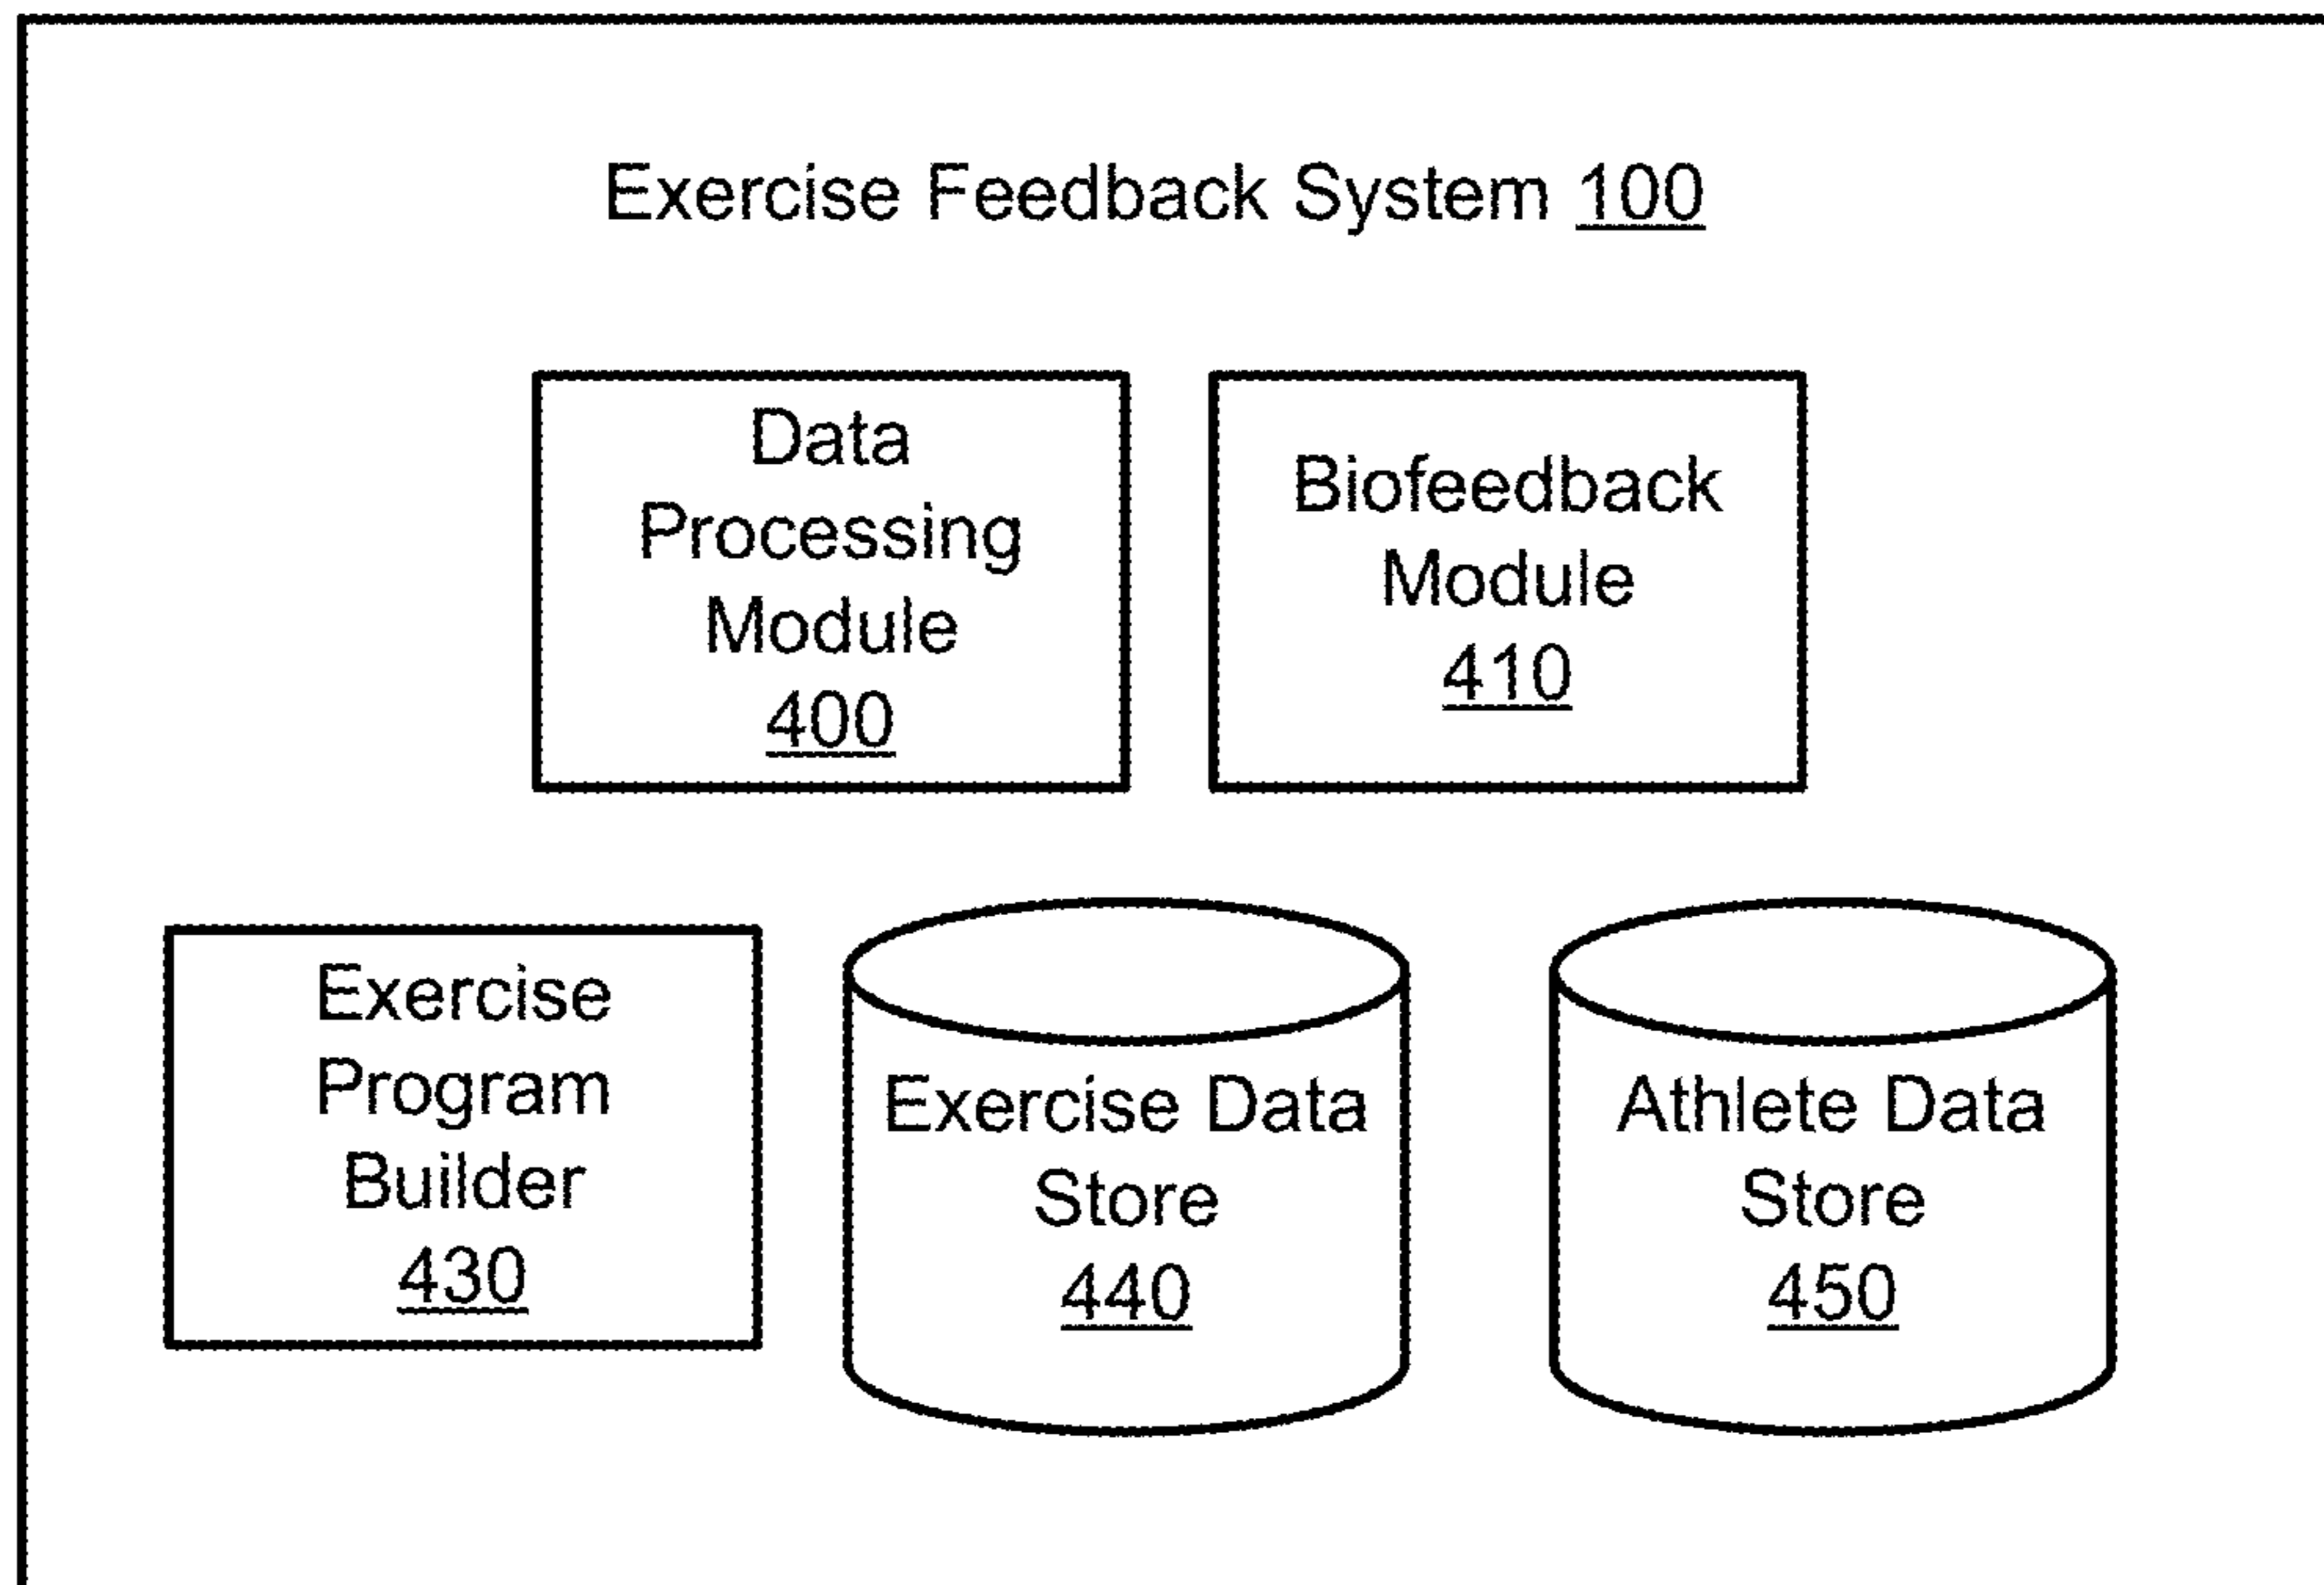 Exercise Feedback System 100
Data
Processing
Module
400
Biofeedback
Module
410
Exercise
Program
Builder
430
Exercise Data
Store
440
Athlete Data
Store
450